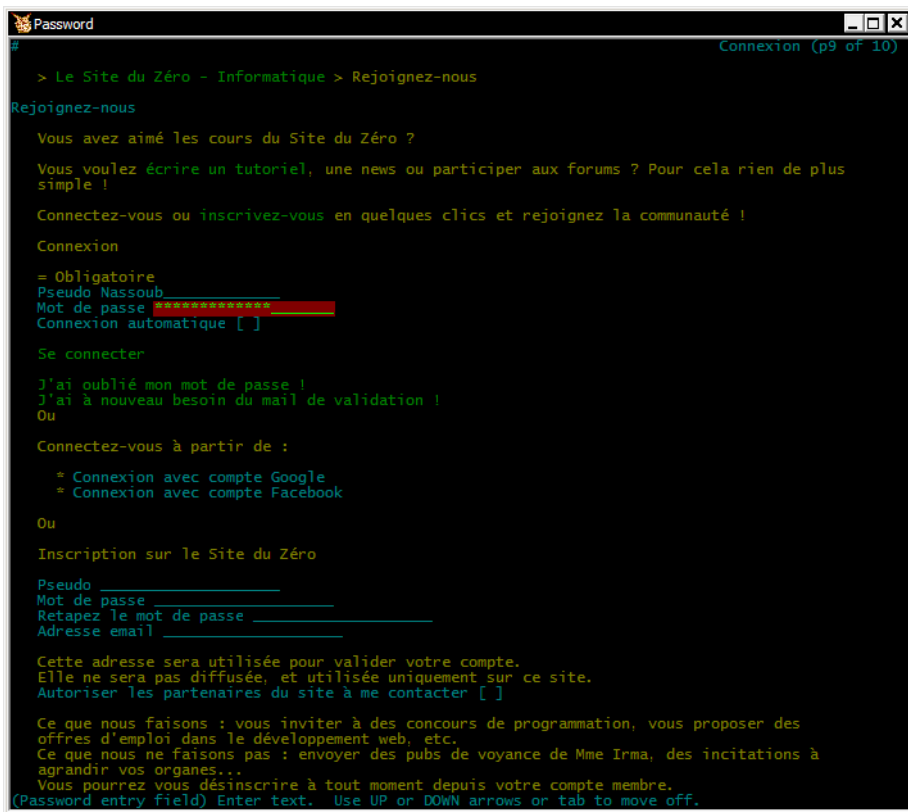 Password
# Connexion (p9 of 10)
> Le Site du Zéro - Informatique > Rejoignez-nous
Rejoignez-nous
Vous avez aimé les cours du Site du Zéro ?
Vous voulez écrire un tutoriel, une news ou participer aux forums ? Pour cela rien de plus
simple !
Connectez-vous ou inscrivez-vous en quelques clics et rejoignez la communauté !
Connexion
= Obligatoire
Pseudo Nassoub_____________
Mot de passe *************_______
Connexion automatique [ ]
Se connecter
J'ai oublié mon mot de passe !
J'ai à nouveau besoin du mail de validation !
Ou
Connectez-vous à partir de :
* Connexion avec compte Google
* Connexion avec compte Facebook
Ou
Inscription sur le Site du Zéro
Pseudo ____________________
Mot de passe ____________________
Retapez le mot de passe ____________________
Adresse email ____________________
Cette adresse sera utilisée pour valider votre compte.
Elle ne sera pas diffusée, et utilisée uniquement sur ce site.
Autoriser les partenaires du site à me contacter [ ]
Ce que nous faisons : vous inviter à des concours de programmation, vous proposer des
offres d'emploi dans le développement web, etc.
Ce que nous ne faisons pas : envoyer des pubs de voyance de Mme Irma, des incitations à
agrandir vos organes...
Vous pourrez vous désinscrire à tout moment depuis votre compte membre.
(Password entry field) Enter text.  Use UP or DOWN arrows or tab to move off.